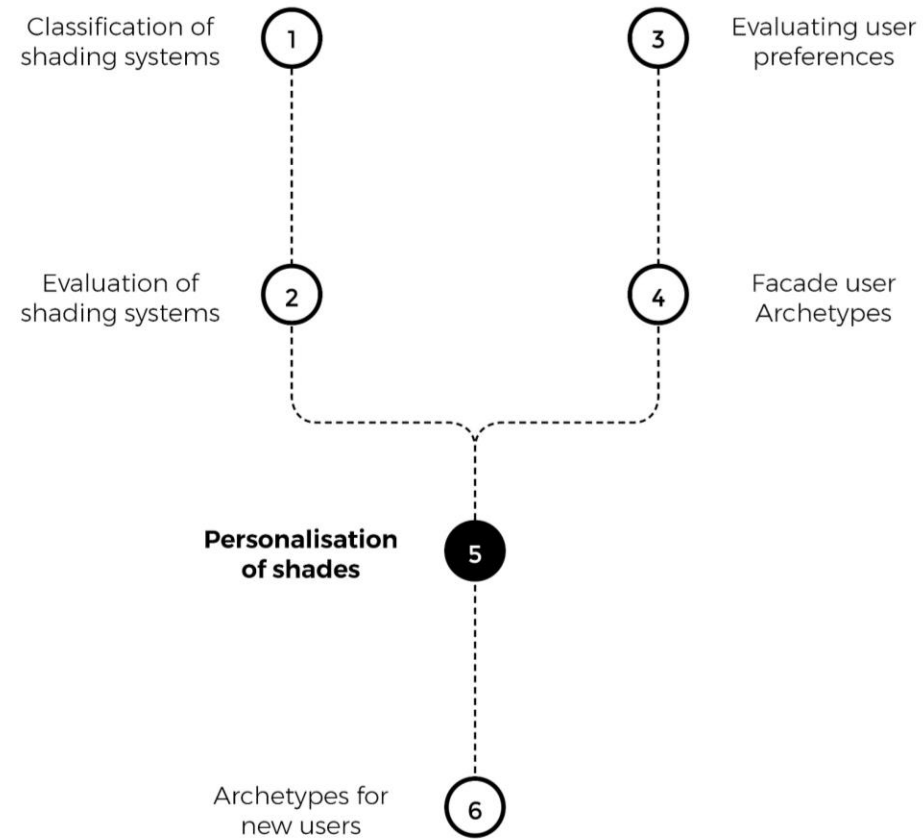 Classification of
shading systems
1
3
Evaluating user
preferences
Evaluation of
shading systems
2
4
Facade user
Archetypes
Personalisation
of shades
5
Archetypes for
new users
6